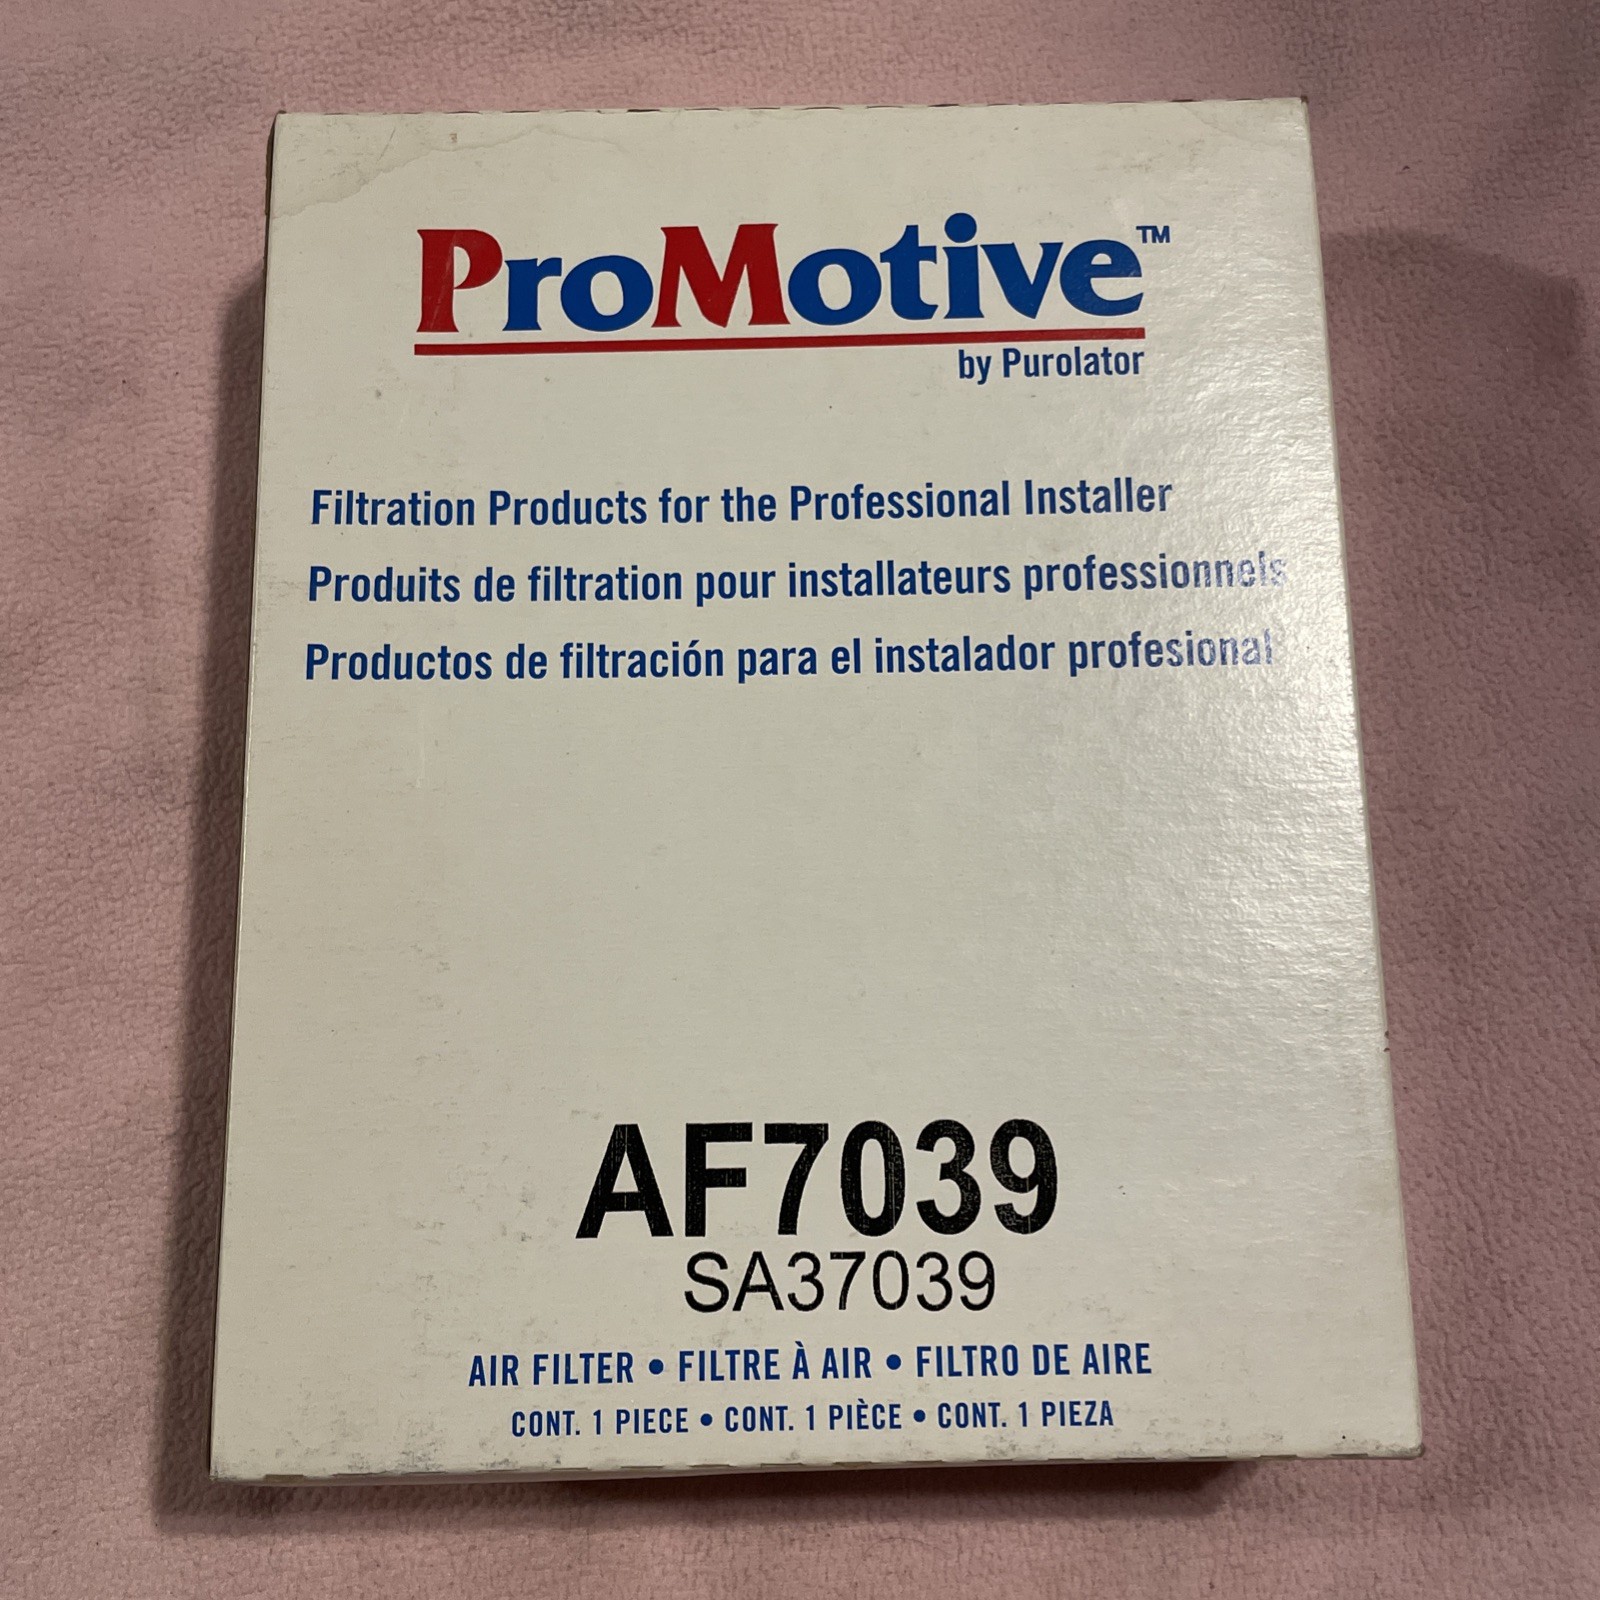 ProMotive™
by Purolator
Filtration Products for the Professional Installer
Produits de filtration pour installateurs professionnels
Productos de filtración para el instalador profesional
AF7039
SA37039
AIR FILTER • FILTRE À AIR • FILTRO DE AIRE
CONT. 1 PIECE • CONT. 1 PIÈCE • CONT. 1 PIEZA